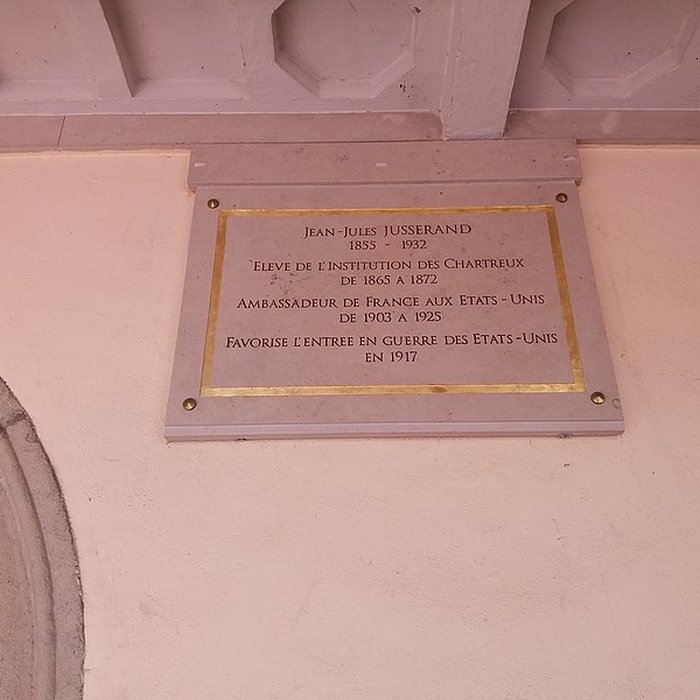 JEAN-JULES JUSSERAND
1855 - 1932
ELEVE DE L'INSTITUTION DES CHARTREUX
DE 1865 A 1872
AMBASSADEUR DE FRANCE AUX ETATS-UNIS
DE 1903 A 1925
FAVORISE L'ENTREE EN GUERRE DES ETATS-UNIS
EN 1917